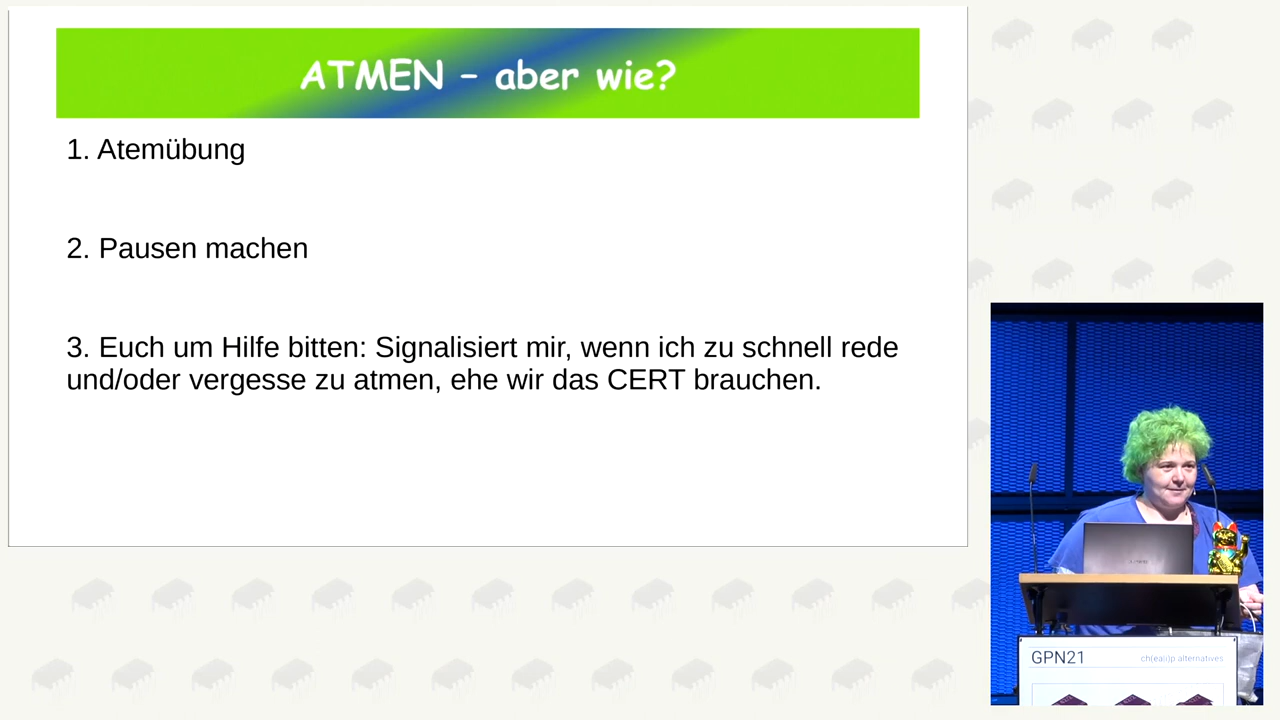 ATMEN – aber wie?
1. Atemübung
2. Pausen machen
3. Euch um Hilfe bitten: Signalisiert mir, wenn ich zu schnell rede
und/oder vergesse zu atmen, ehe wir das CERT brauchen.
GPN21
ch(ea)p alternatives